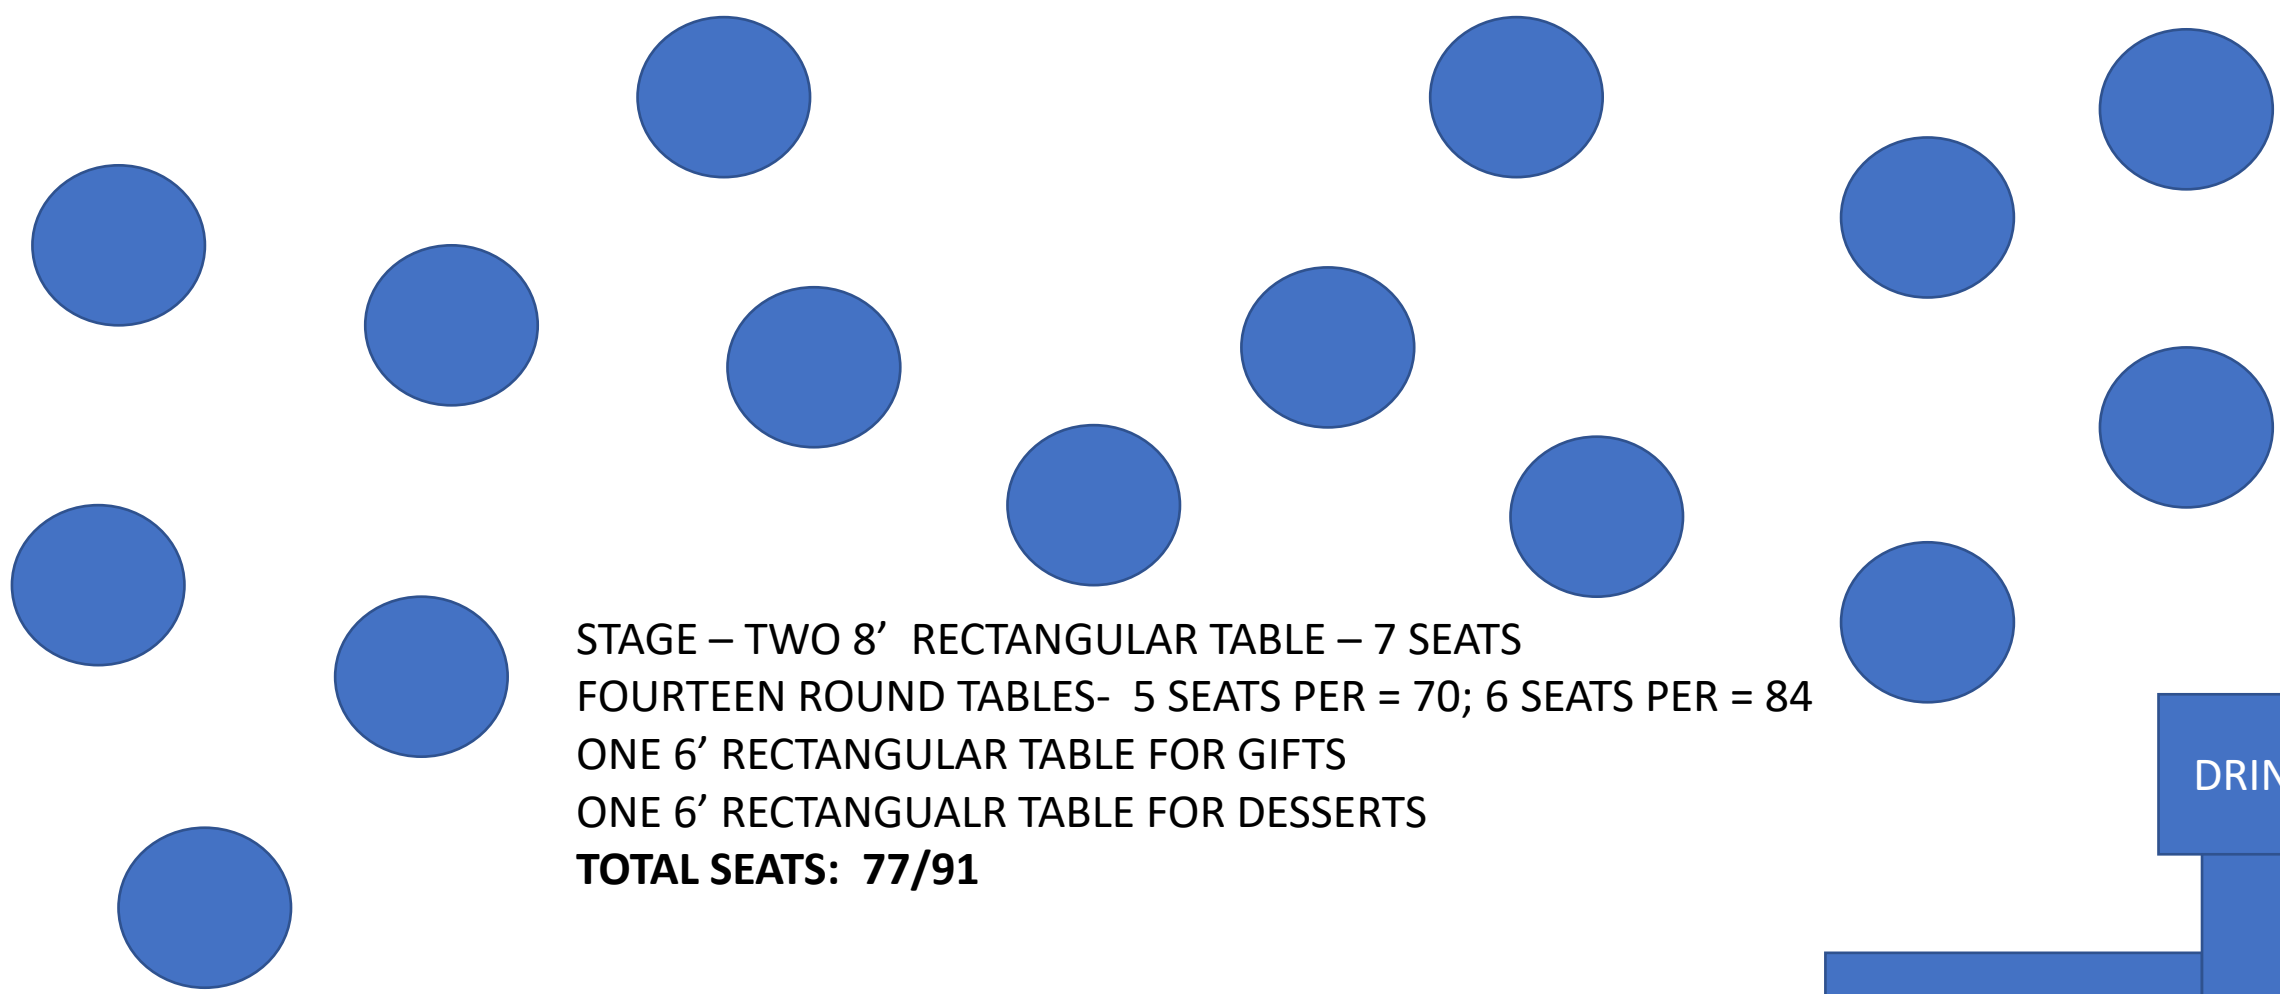 STAGE – TWO 8’ RECTANGULAR TABLE – 7 SEATS
FOURTEEN ROUND TABLES- 5 SEATS PER = 70; 6 SEATS PER = 84
ONE 6’ RECTANGULAR TABLE FOR GIFTS
ONE 6’ RECTANGUALR TABLE FOR DESSERTS
TOTAL SEATS: 77/91